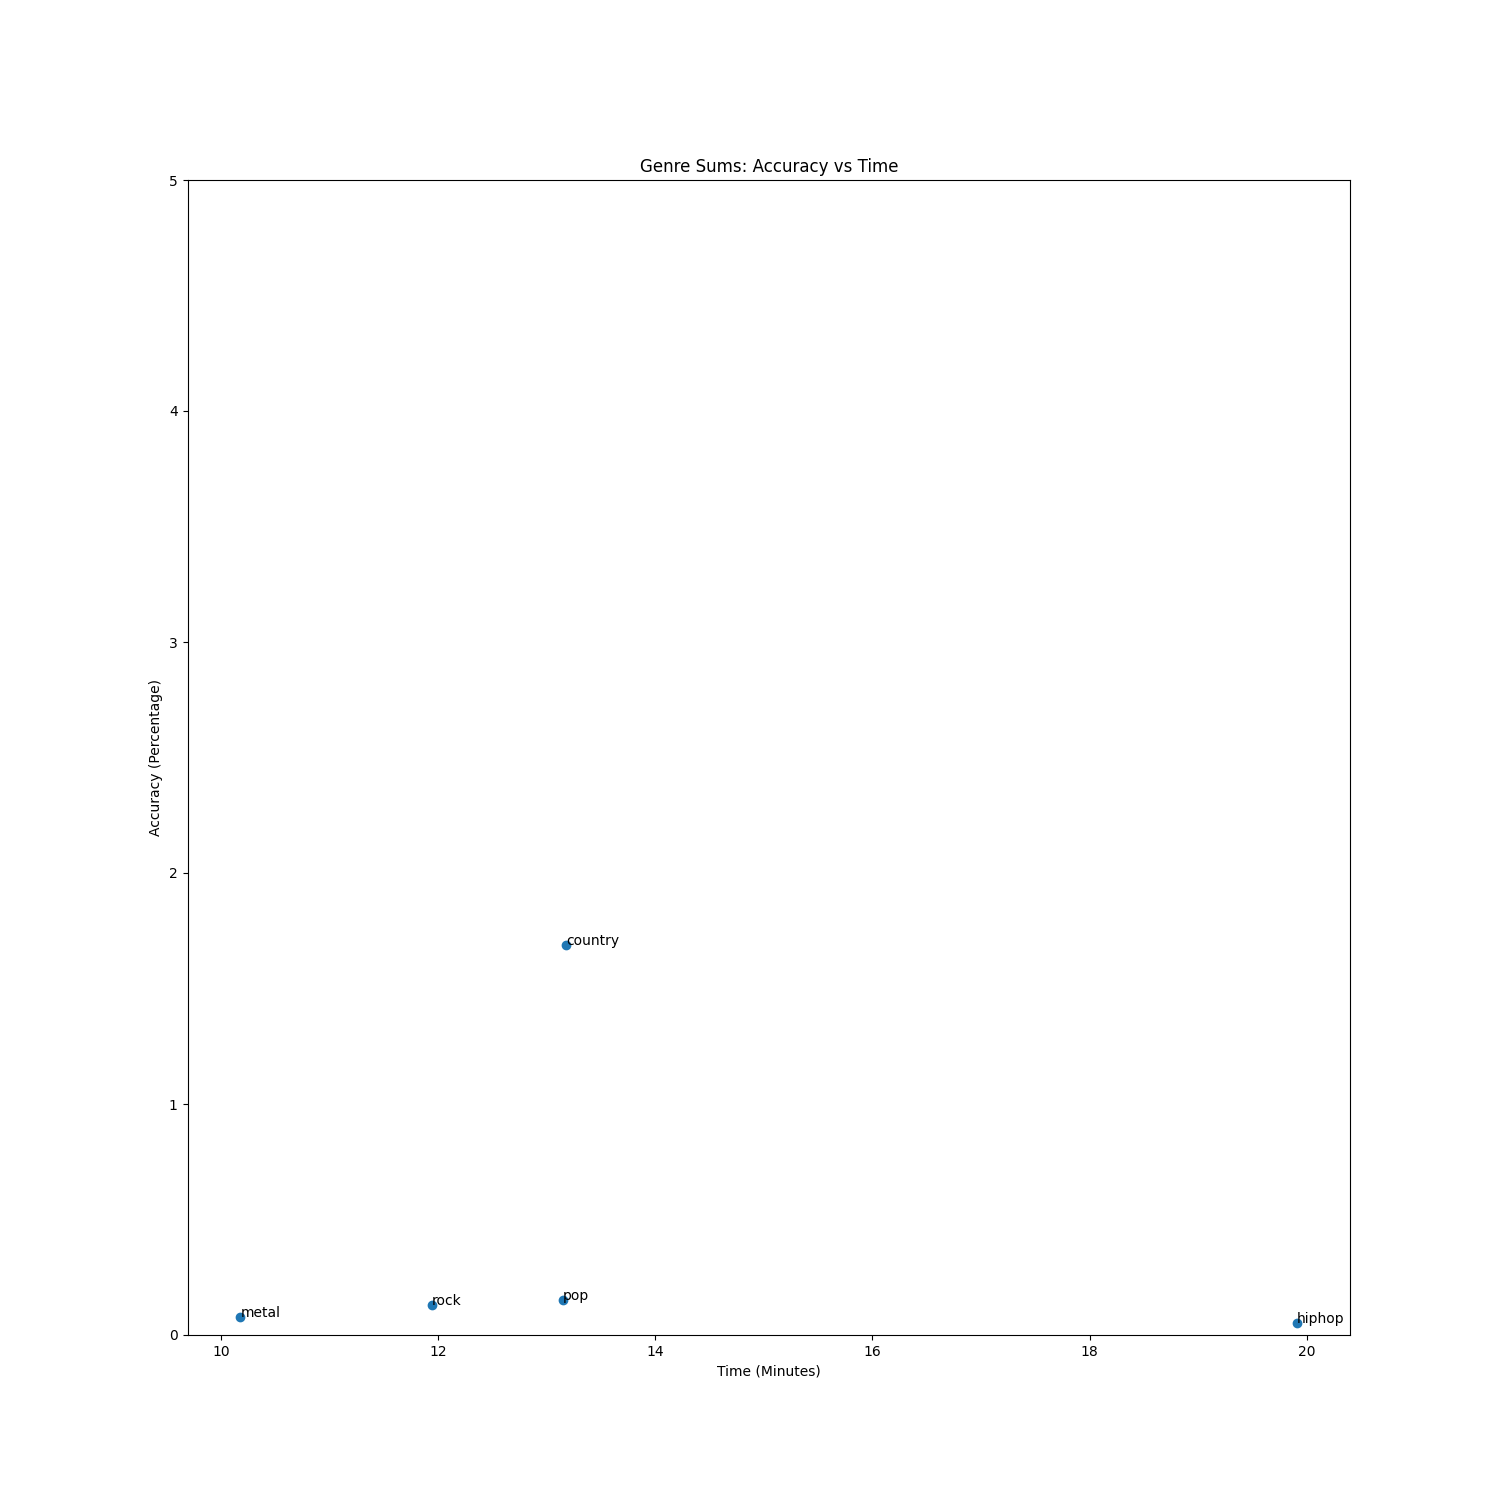 Genre Sums: Accuracy vs Time
5
4
3
2
1
0
Accuracy (Percentage)
country
metal
rock
pop
hiphop
10 12 14 16 18 20
Time (Minutes)